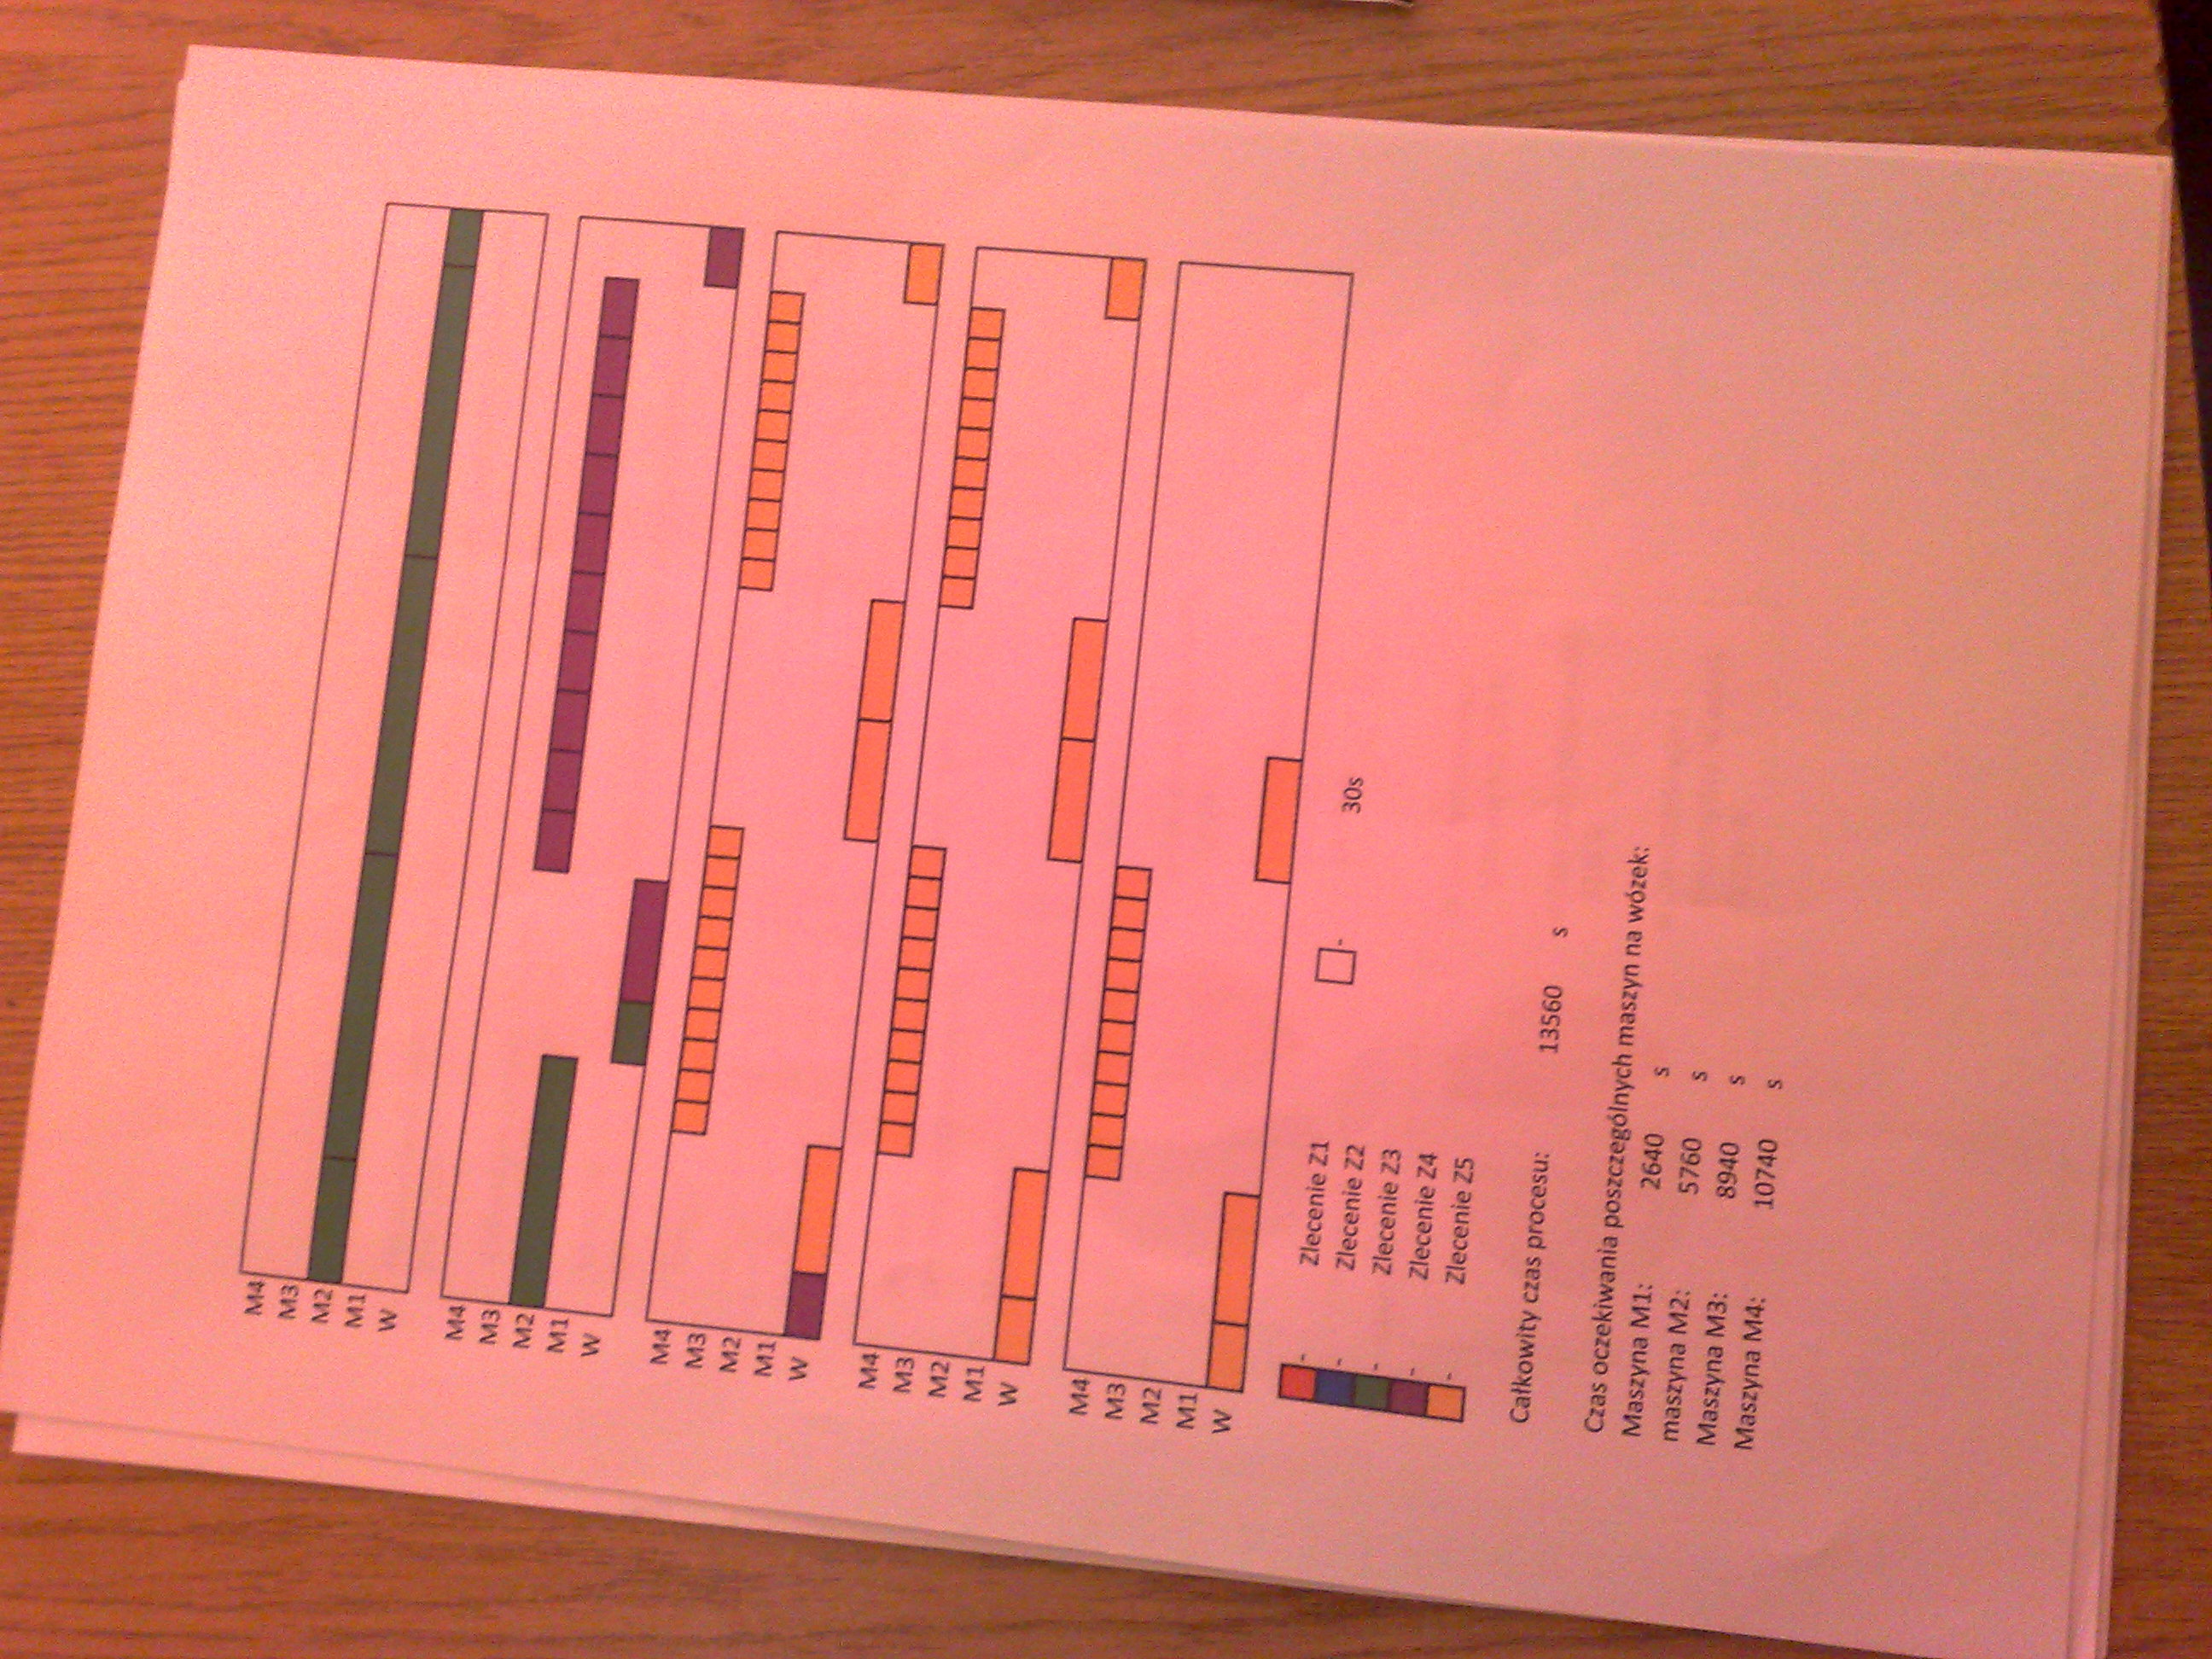 M4
M3
M2
M1
W
M4
M3
M2
M1
W
M4
M3
M2
M1
W
M4
M3
M2
M1
W
M4
M3
M2
M1
W
- Zlecenie Z1 - 30s
- Zlecenie Z2
- Zlecenie Z3
- Zlecenie Z4
- Zlecenie Z5
Całkowity czas procesu: 13560 s
Czas oczekiwania poszczególnych maszyn na wózek:
Maszyna M1: 2640 s
maszyna M2: 5760 s
Maszyna M3: 8940 s
Maszyna M4: 10740 s